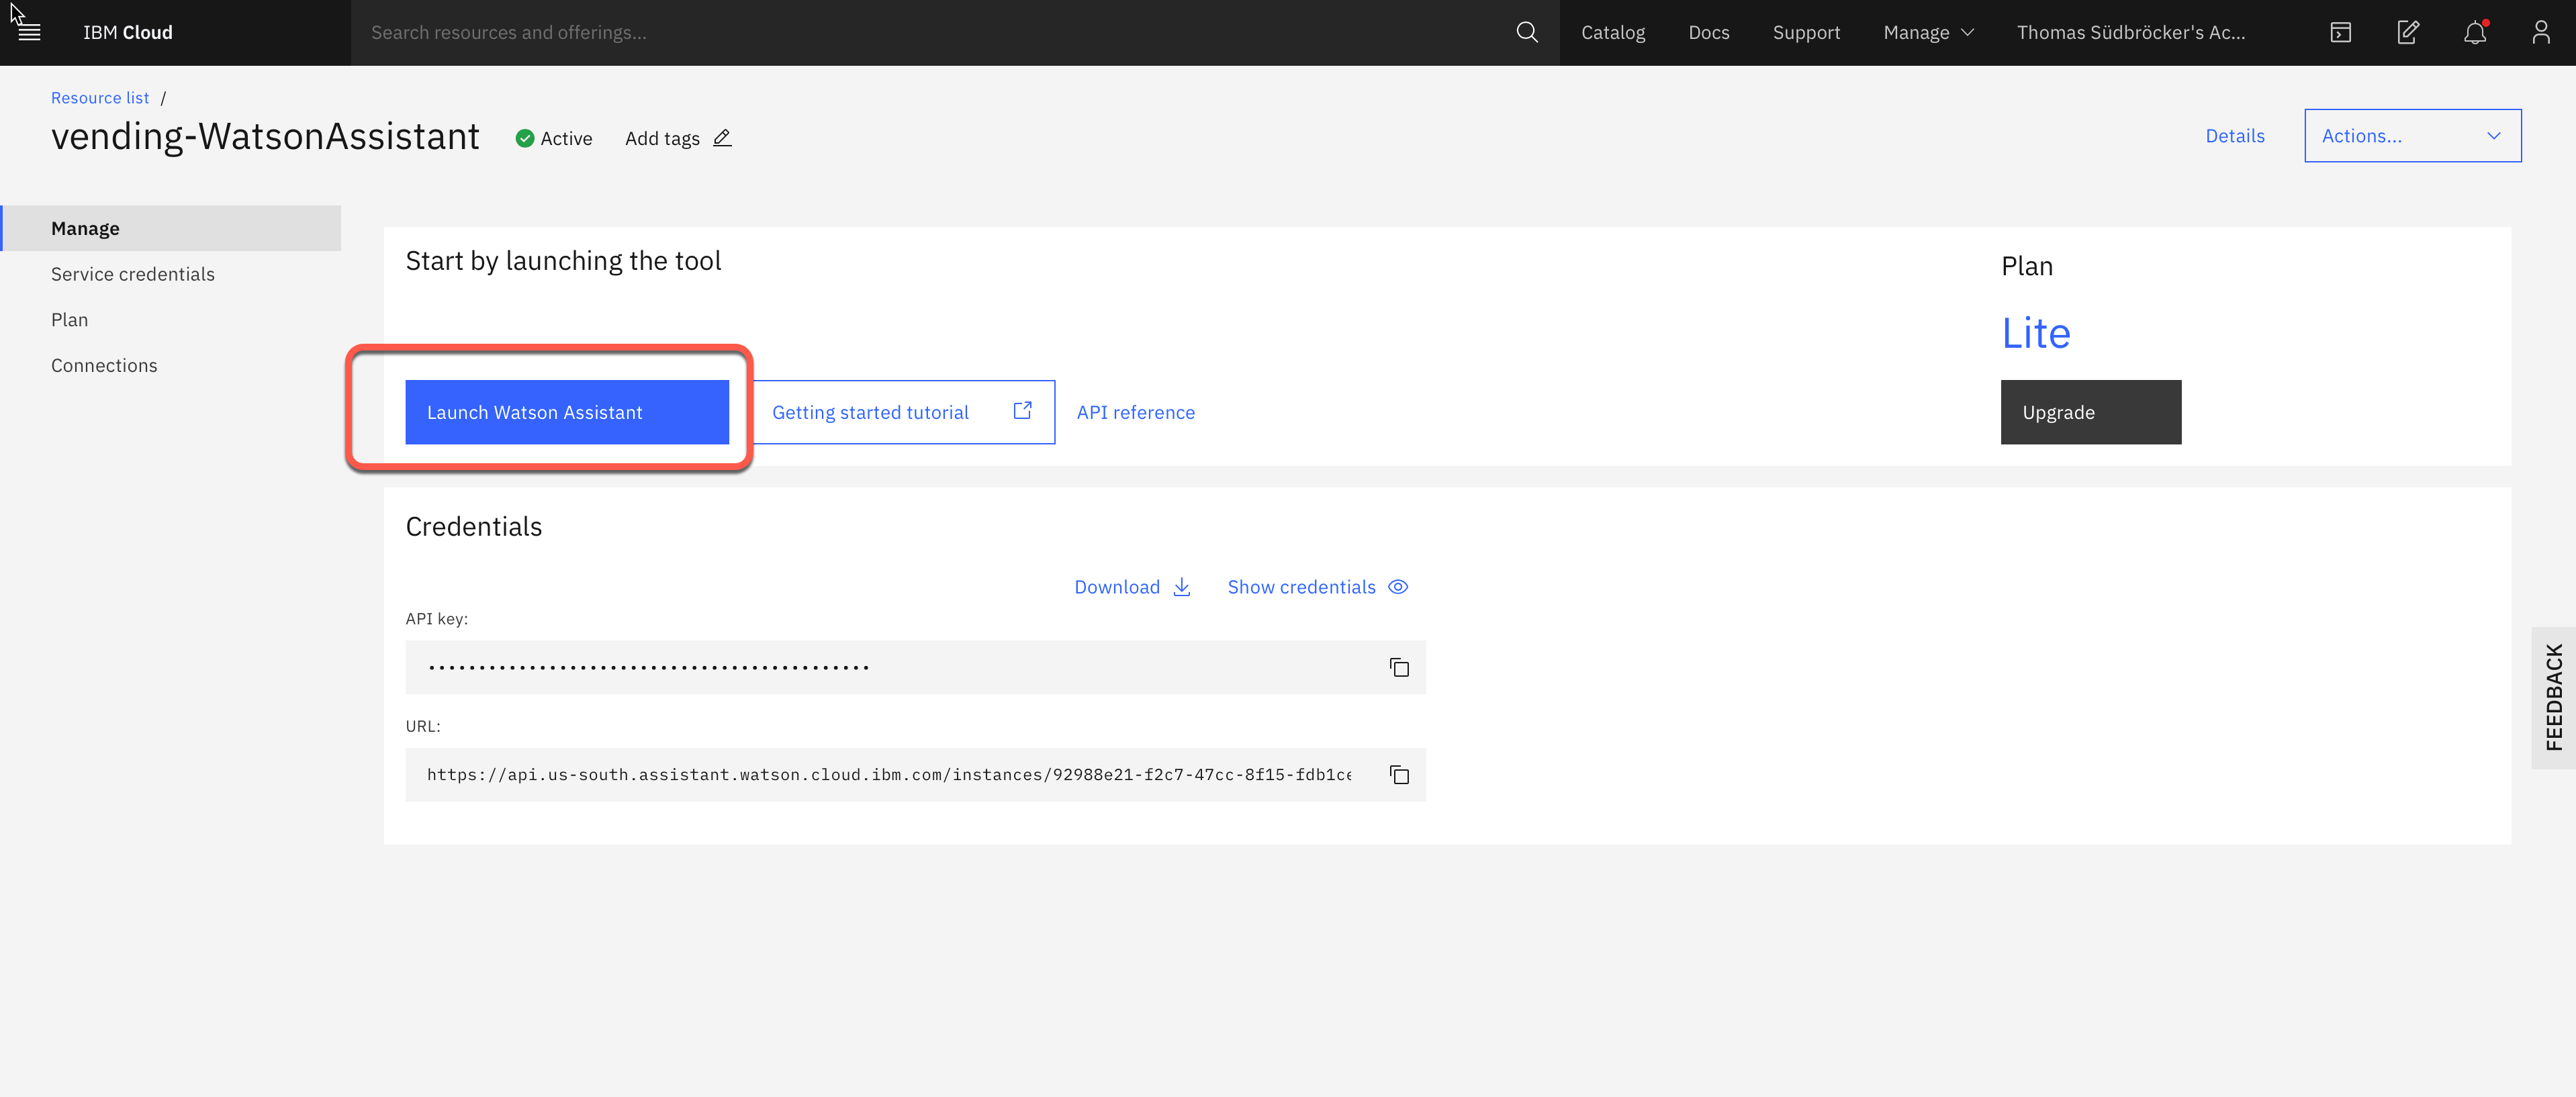 IBM Cloud
Search resources and offerings...
Catalog
Docs
Support
Manage
Thomas Südbröcker's Ac...
Resource list /
vending-WatsonAssistant
Active
Add tags
Details
Actions...
Manage
Service credentials
Plan
Connections
Start by launching the tool
Launch Watson Assistant
Getting started tutorial
API reference
Plan
Lite
Upgrade
Credentials
Download
Show credentials
API key:
••••••••••••••••••••••••••••••••••••••••••••
URL:
https://api.us-south.assistant.watson.cloud.ibm.com/instances/92988e21-f2c7-47cc-8f15-fdb1ce
FEEDBACK